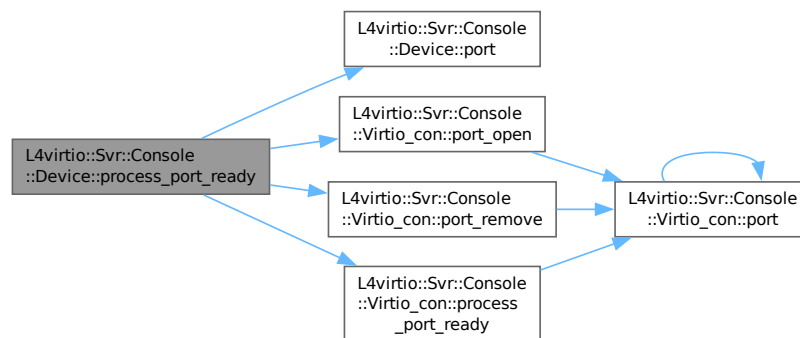 L4virtio::Svr::Console
::Device::process_port_ready
L4virtio::Svr::Console
::Device::port
L4virtio::Svr::Console
::Virtio_con::port_open
L4virtio::Svr::Console
::Virtio_con::port_remove
L4virtio::Svr::Console
::Virtio_con::process
_port_ready
L4virtio::Svr::Console
::Virtio_con::port